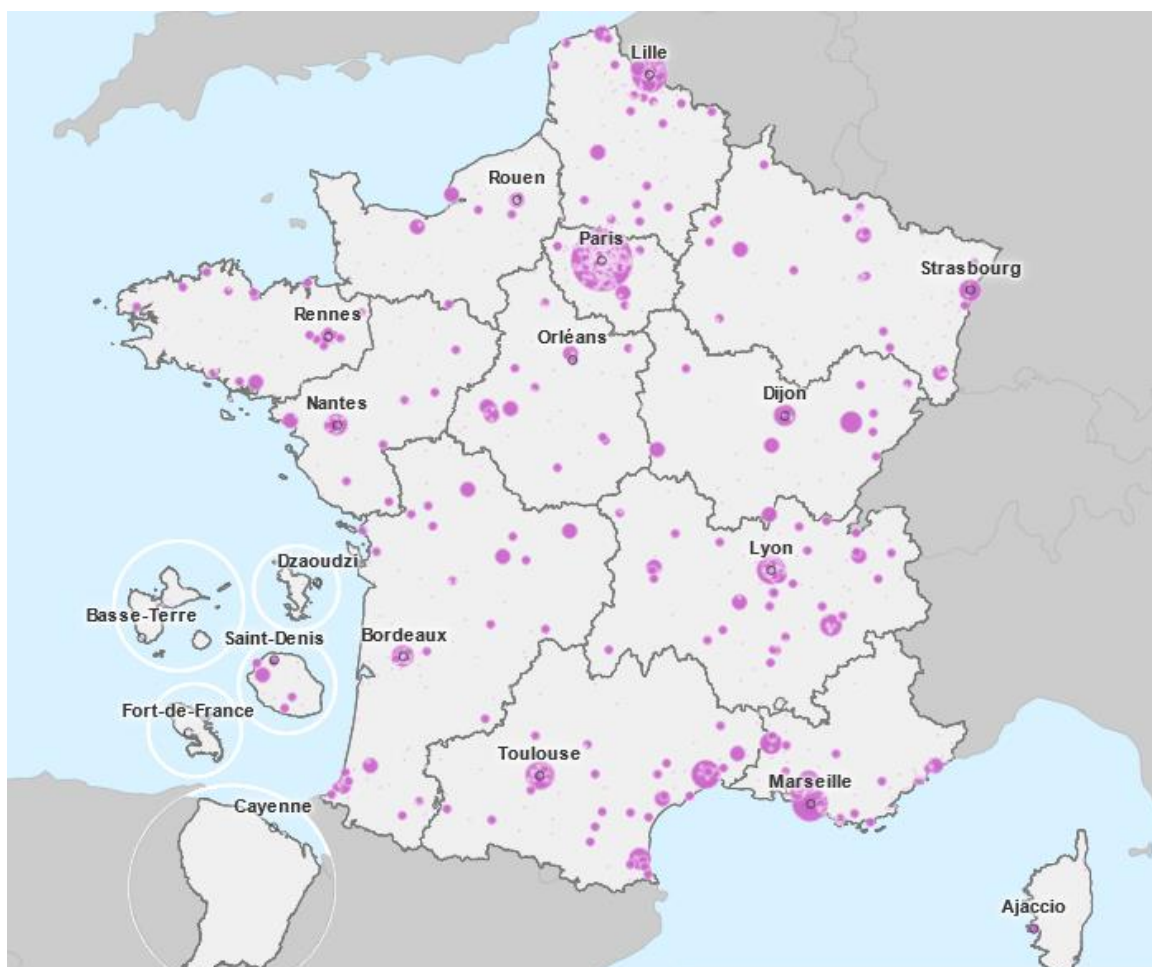 Lille
Rouen
Paris
Strasbourg
Rennes
Orléans
Dijon
Nantes
Dzaoudzi
Lyon
Basse-Terre
Saint-Denis
Bordeaux
Fort-de-France
Toulouse
Marseille
Cayenne
Ajaccio